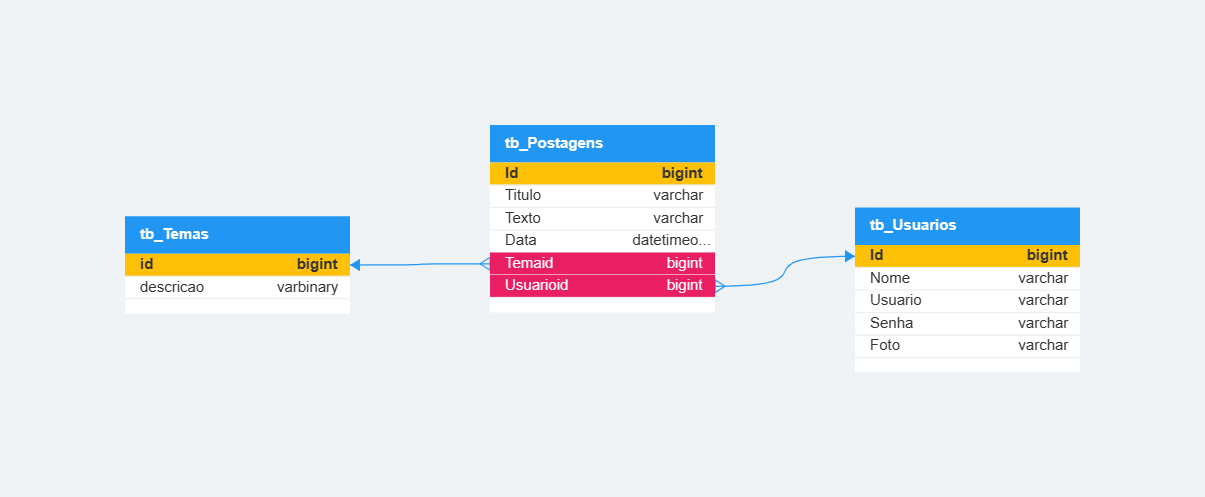 tb_Temas
id bigint
descricao varbinary
tb_Postagens
Id bigint
Titulo varchar
Texto varchar
Data datetimeo...
Temaid bigint
Usuarioid bigint
tb_Usuarios
Id bigint
Nome varchar
Usuario varchar
Senha varchar
Foto varchar